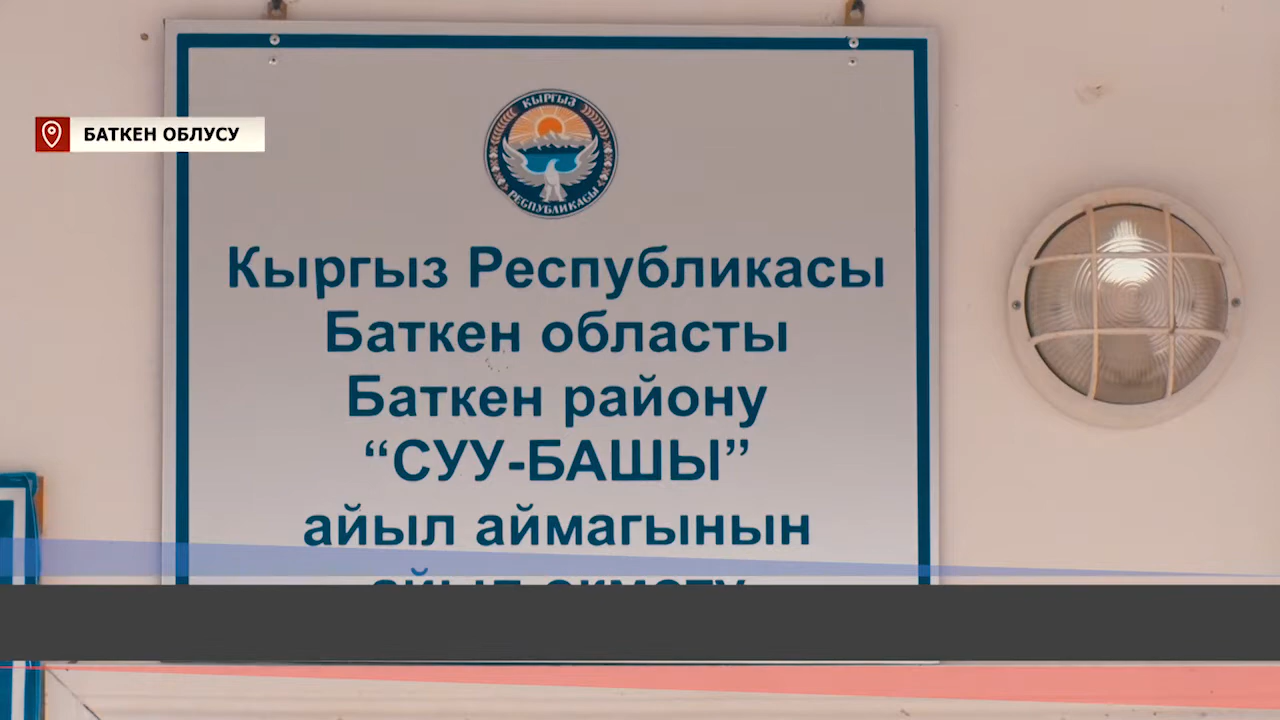 БАТКЕН ОБЛУСУ
КЫРГЫЗ
РЕСПУБЛИКАСЫ
Кыргыз Республикасы
Баткен областы
Баткен району
“СУУ-БАШЫ”
айыл аймагынын